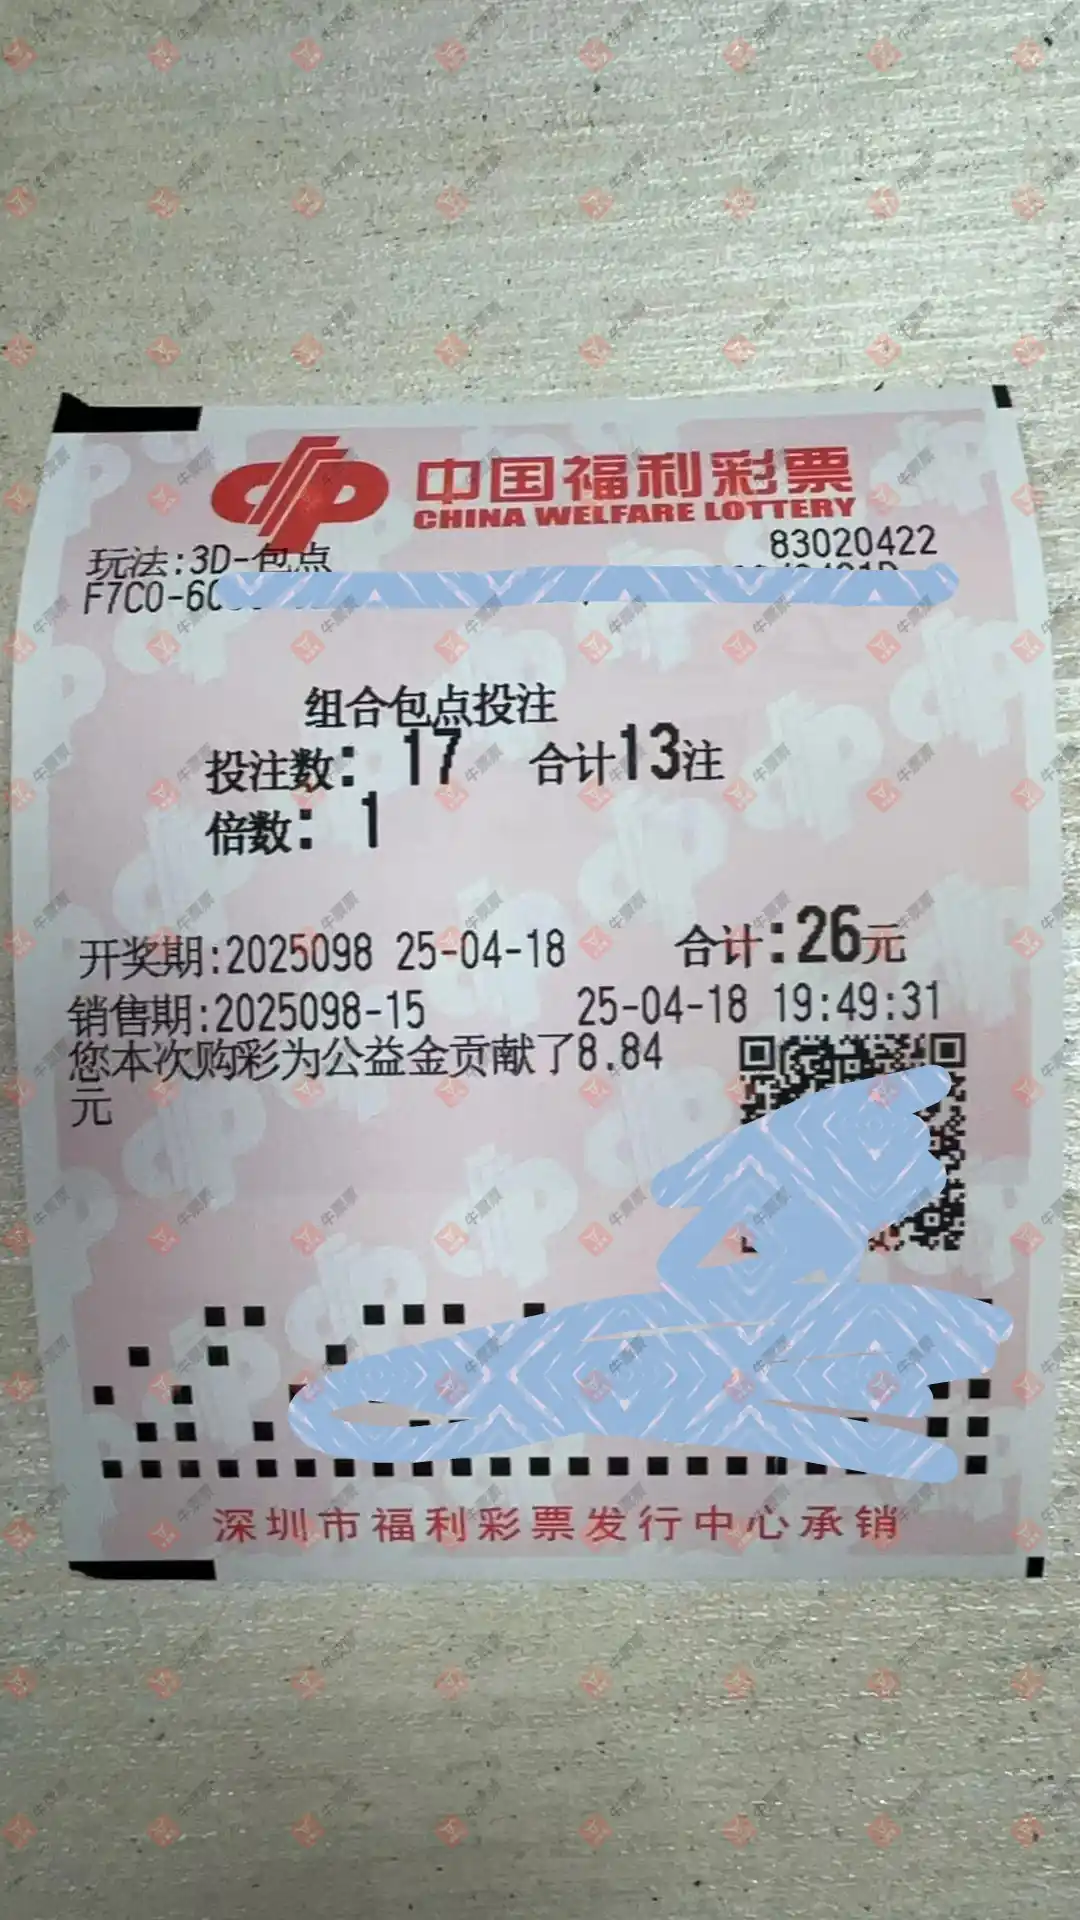 中国福利彩票
CHINA WELFARE LOTTERY
83020422
玩法:3D-包点
F7C0-6C
组合包点投注
投注数: 17 合计13注
倍数: 1
开奖期:2025098 25-04-18 合计:26元
销售期:2025098-15 25-04-18 19:49:31
您本次购彩为公益金贡献了8.84
元
深圳市福利彩票发行中心承销
牛票票